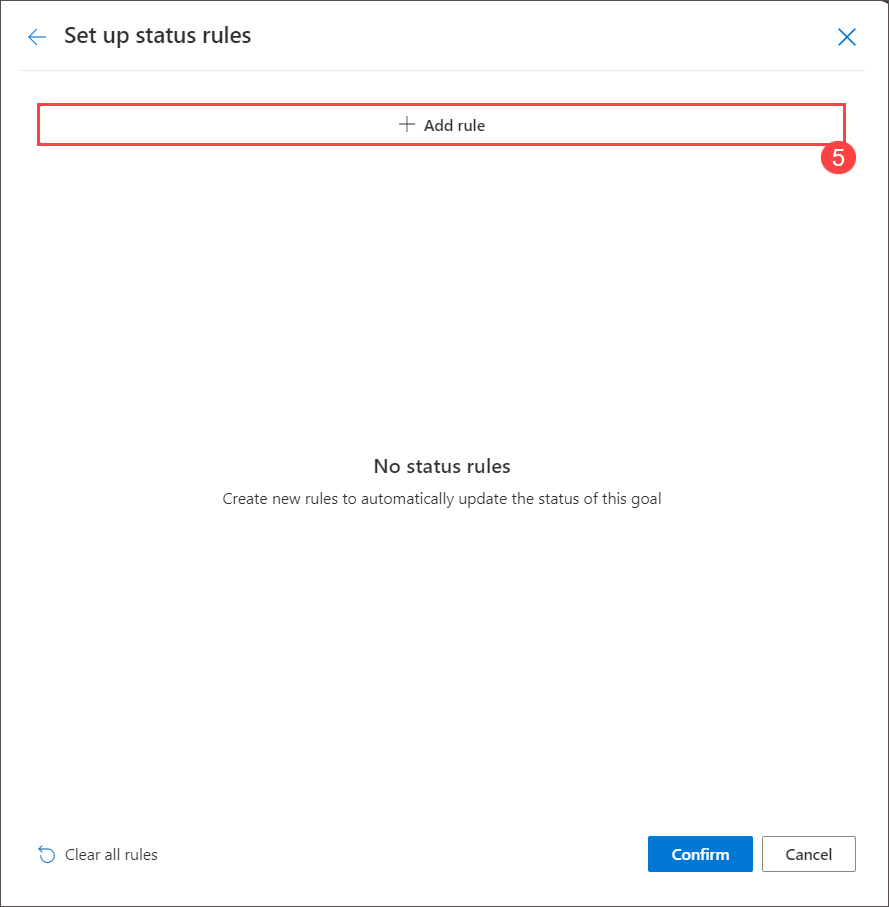 Set up status rules
Add rule
5
No status rules
Create new rules to automatically update the status of this goal
Clear all rules
Confirm
Cancel